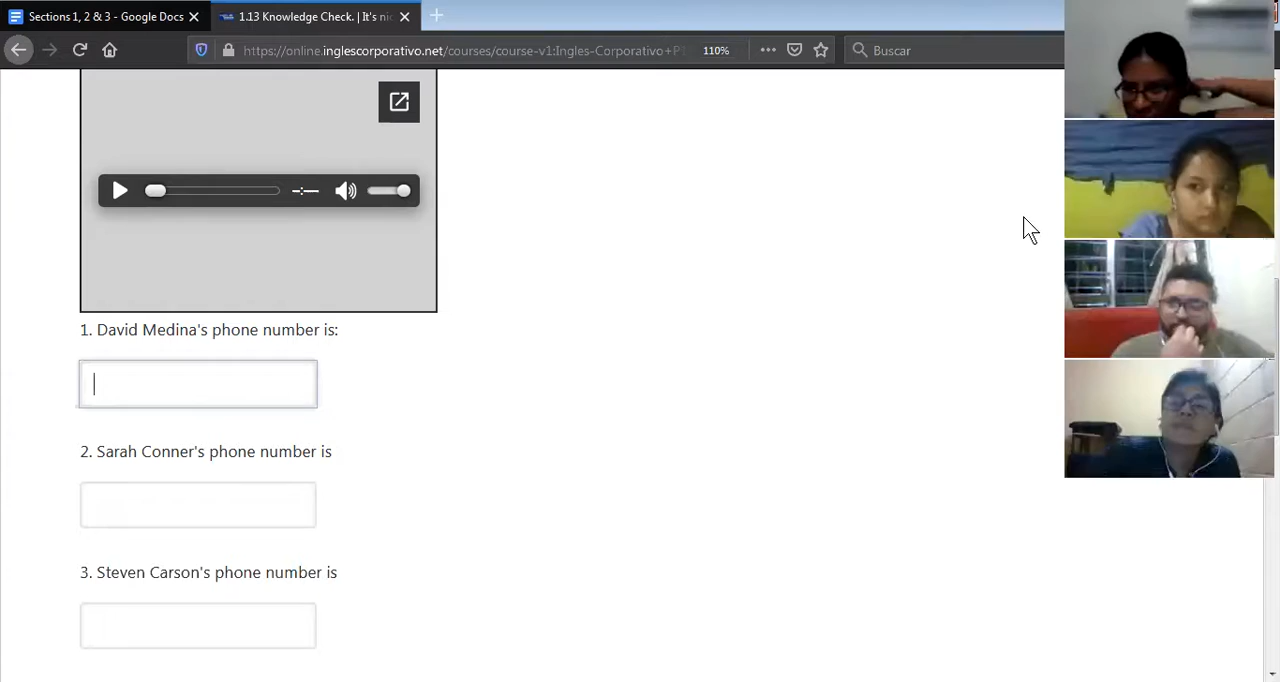 Sections 1, 2 & 3 - Google Docs
1.13 Knowledge Check. | It's nic
https://online.inglescorporativo.net/courses/course-v1:Ingles-Corporativo+P
110%
Buscar
1. David Medina's phone number is:
2. Sarah Conner's phone number is
3. Steven Carson's phone number is